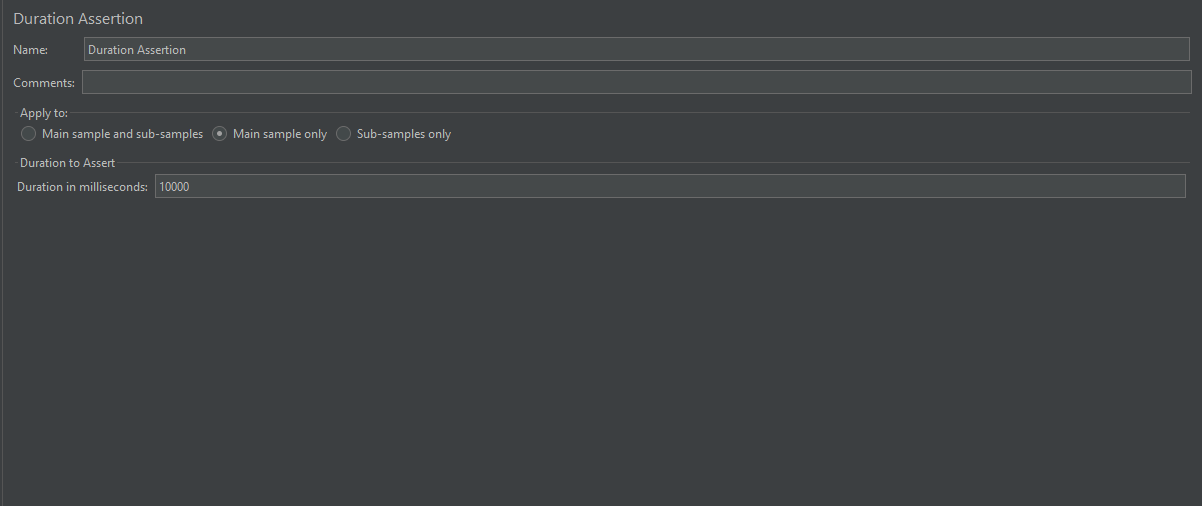 Duration Assertion
Name: Duration Assertion
Comments:
Apply to:
Main sample and sub-samples Main sample only Sub-samples only
Duration to Assert
Duration in milliseconds: 10000